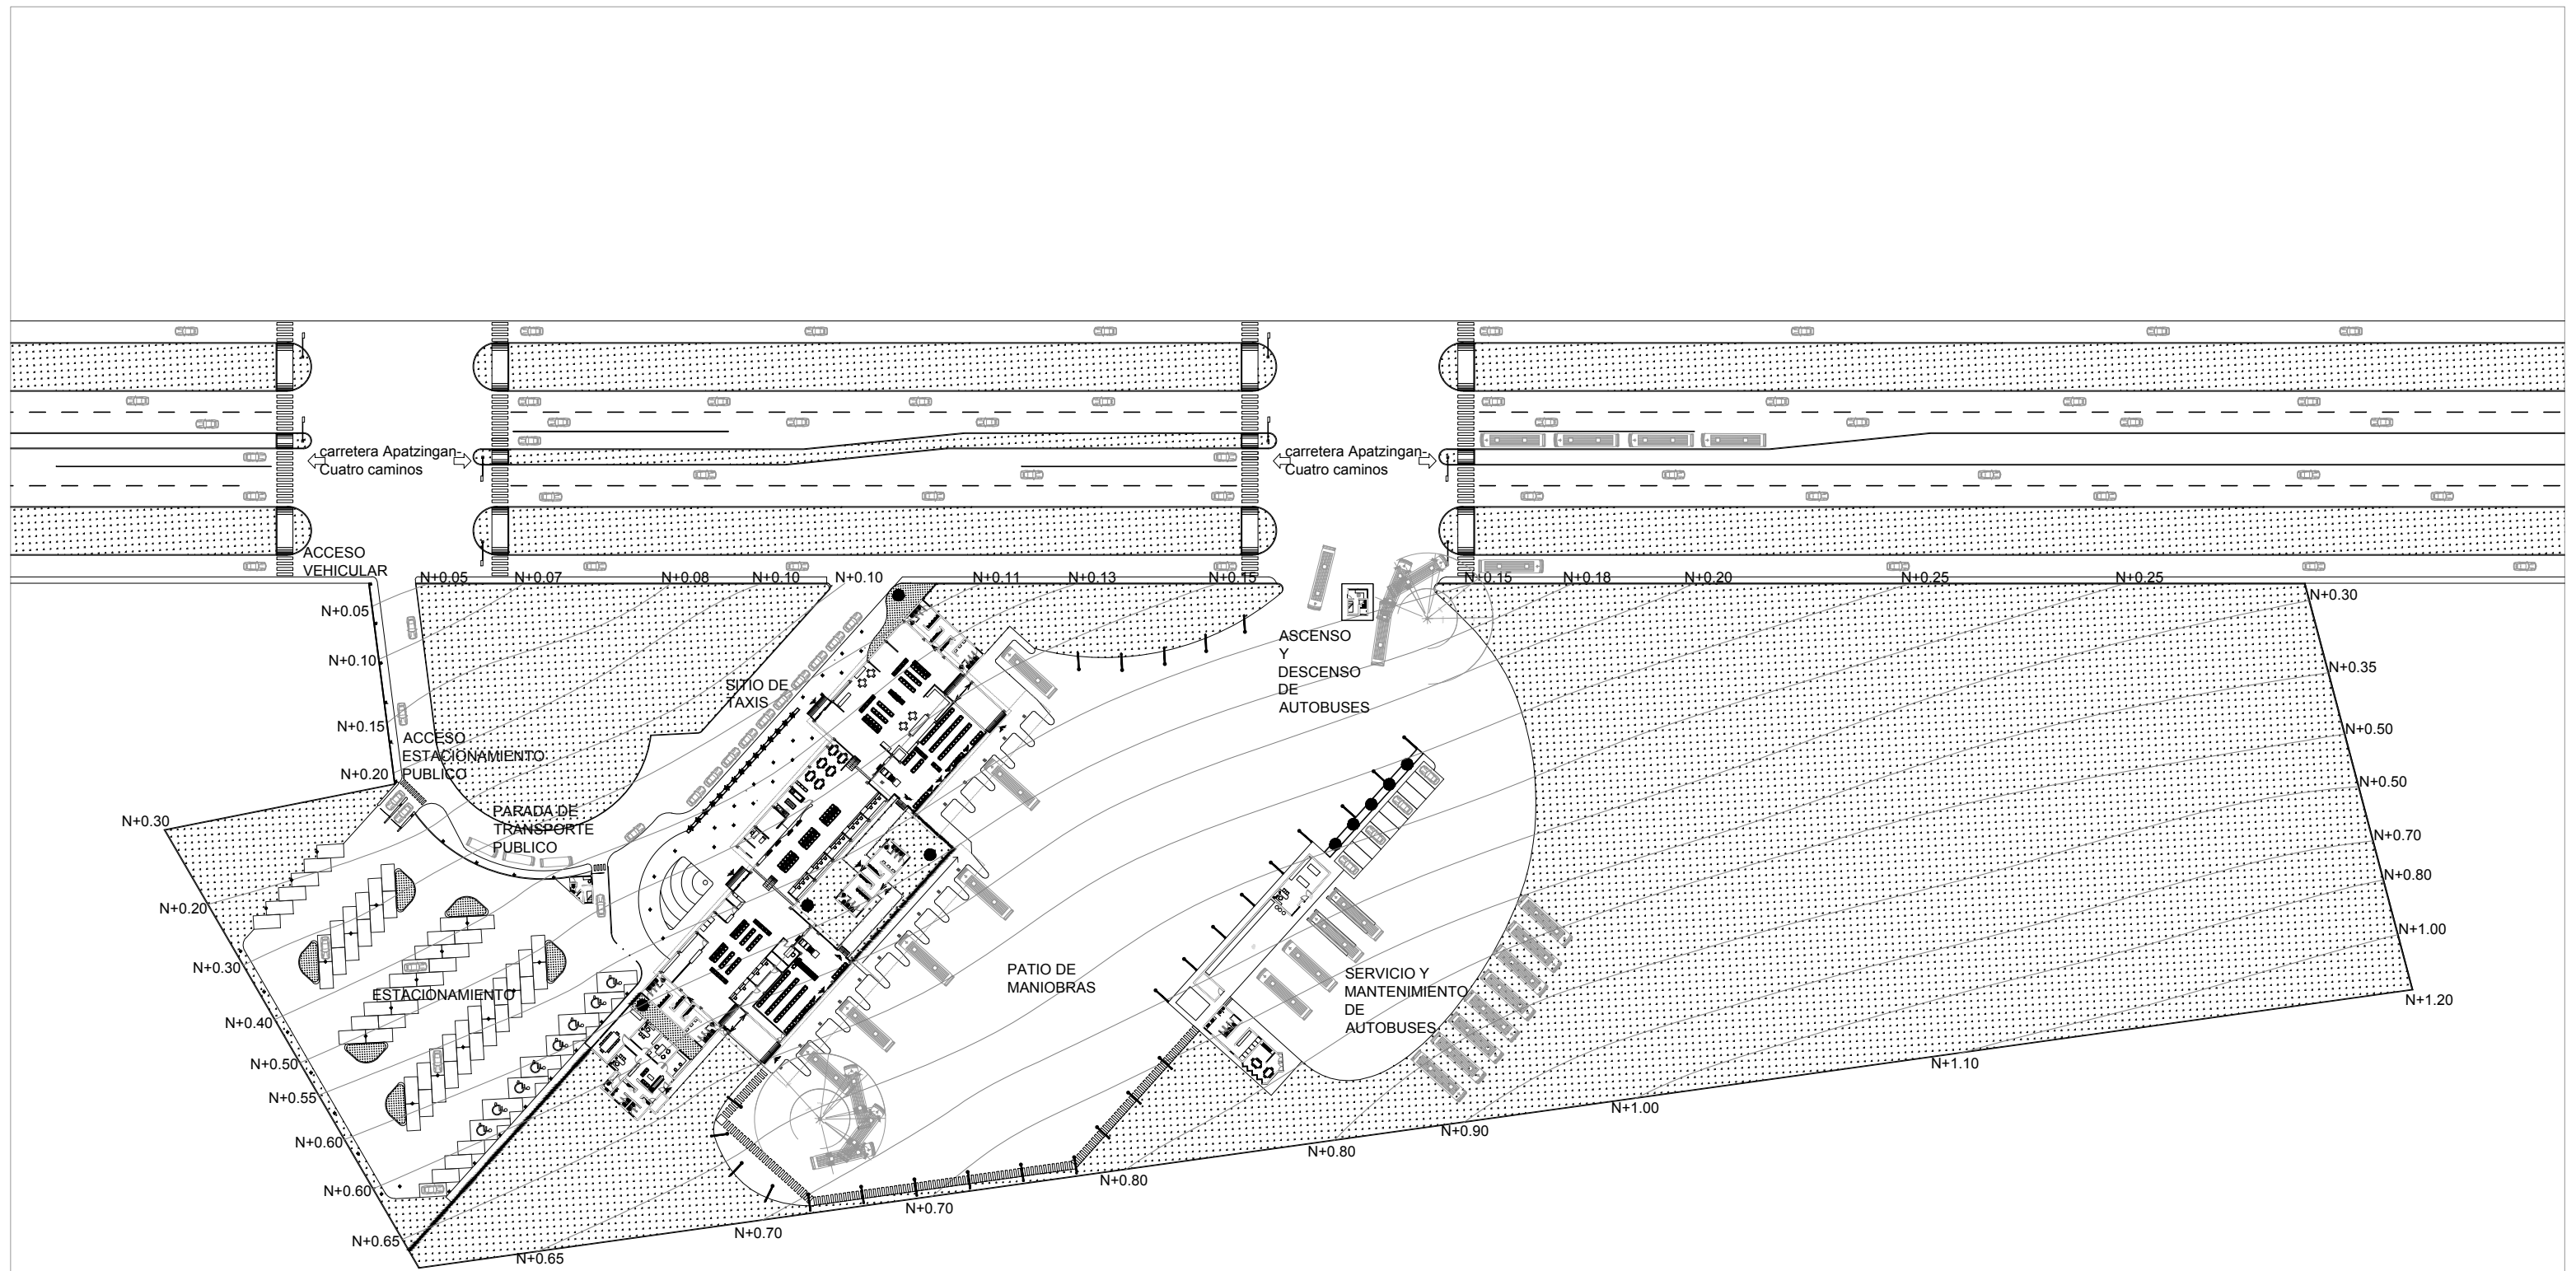 carretera Apatzingan-
Cuatro caminos
carretera Apatzingan-
Cuatro caminos
ACCESO
VEHICULAR
N+0.05
N+0.07
N+0.08
N+0.10
N+0.10
N+0.11
N+0.13
N+0.15
N+0.15
N+0.18
N+0.20
N+0.25
N+0.25
N+0.30
N+0.05
N+0.10
N+0.15
N+0.20
N+0.30
ASCENSO
Y
DESCENSO
DE
AUTOBUSES
N+0.35
SITIO DE
TAXIS
ACCESO
ESTACIONAMIENTO
PUBLICO
N+0.50
N+0.50
PARADA DE
TRANSPORTE
PUBLICO
N+0.70
N+0.80
N+0.20
N+0.30
N+1.00
ESTACIONAMIENTO
PATIO DE
MANIOBRAS
SERVICIO Y
MANTENIMIENTO
DE
AUTOBUSES
N+1.20
N+0.40
N+0.50
N+0.55
N+0.60
N+0.60
N+0.65
N+1.10
N+1.00
N+0.90
N+0.80
N+0.80
N+0.70
N+0.70
N+0.65